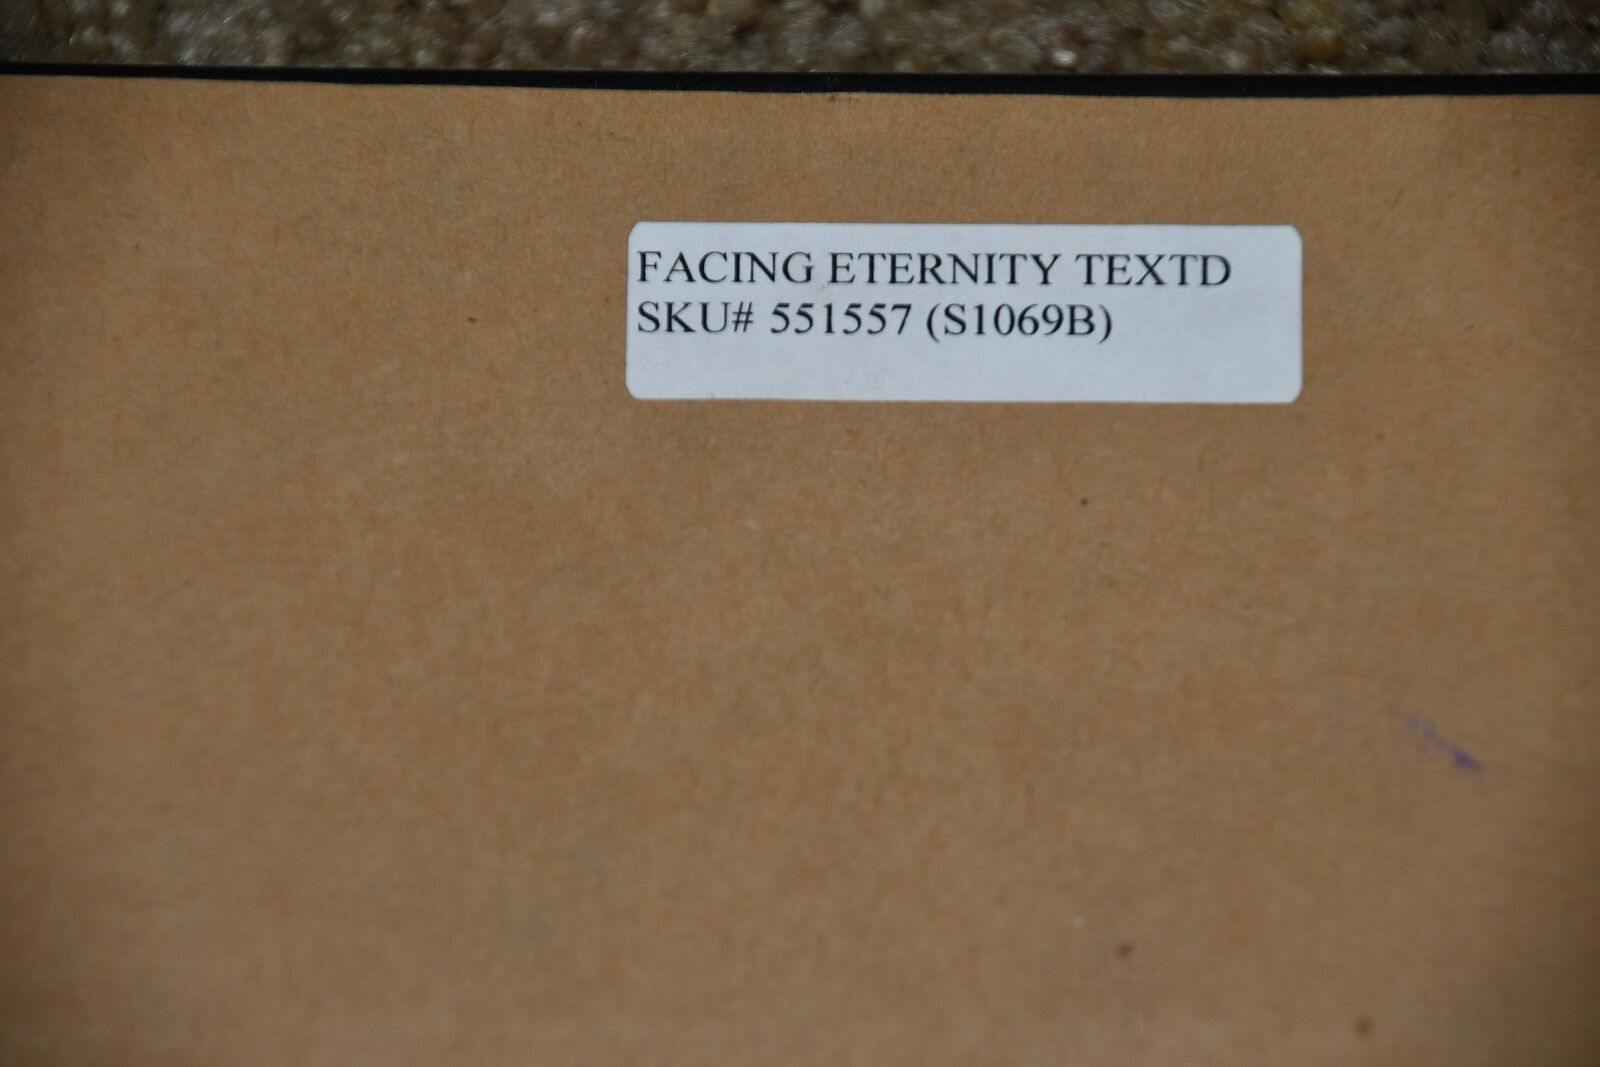 FACING ETERNITY TEXTD
SKU# 551557 (S1069B)